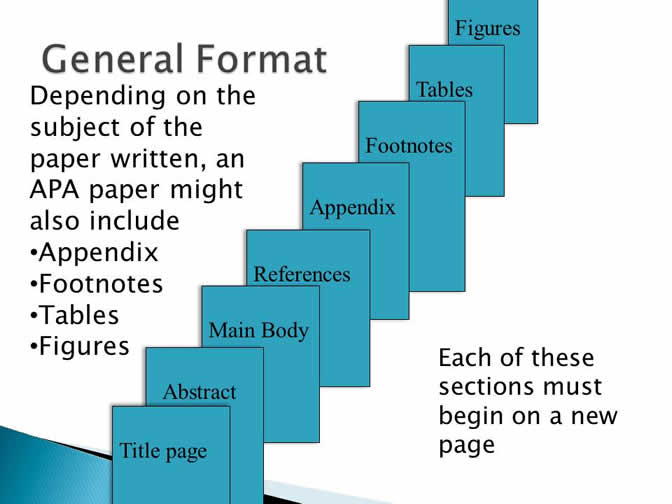 General Format
Depending on the
subject of the
paper written, an
APA paper might
also include
•Appendix
•Footnotes
•Tables
•Figures
Figures
Tables
Footnotes
Appendix
References
Main Body
Abstract
Title page
Each of these
sections must
begin on a new
page